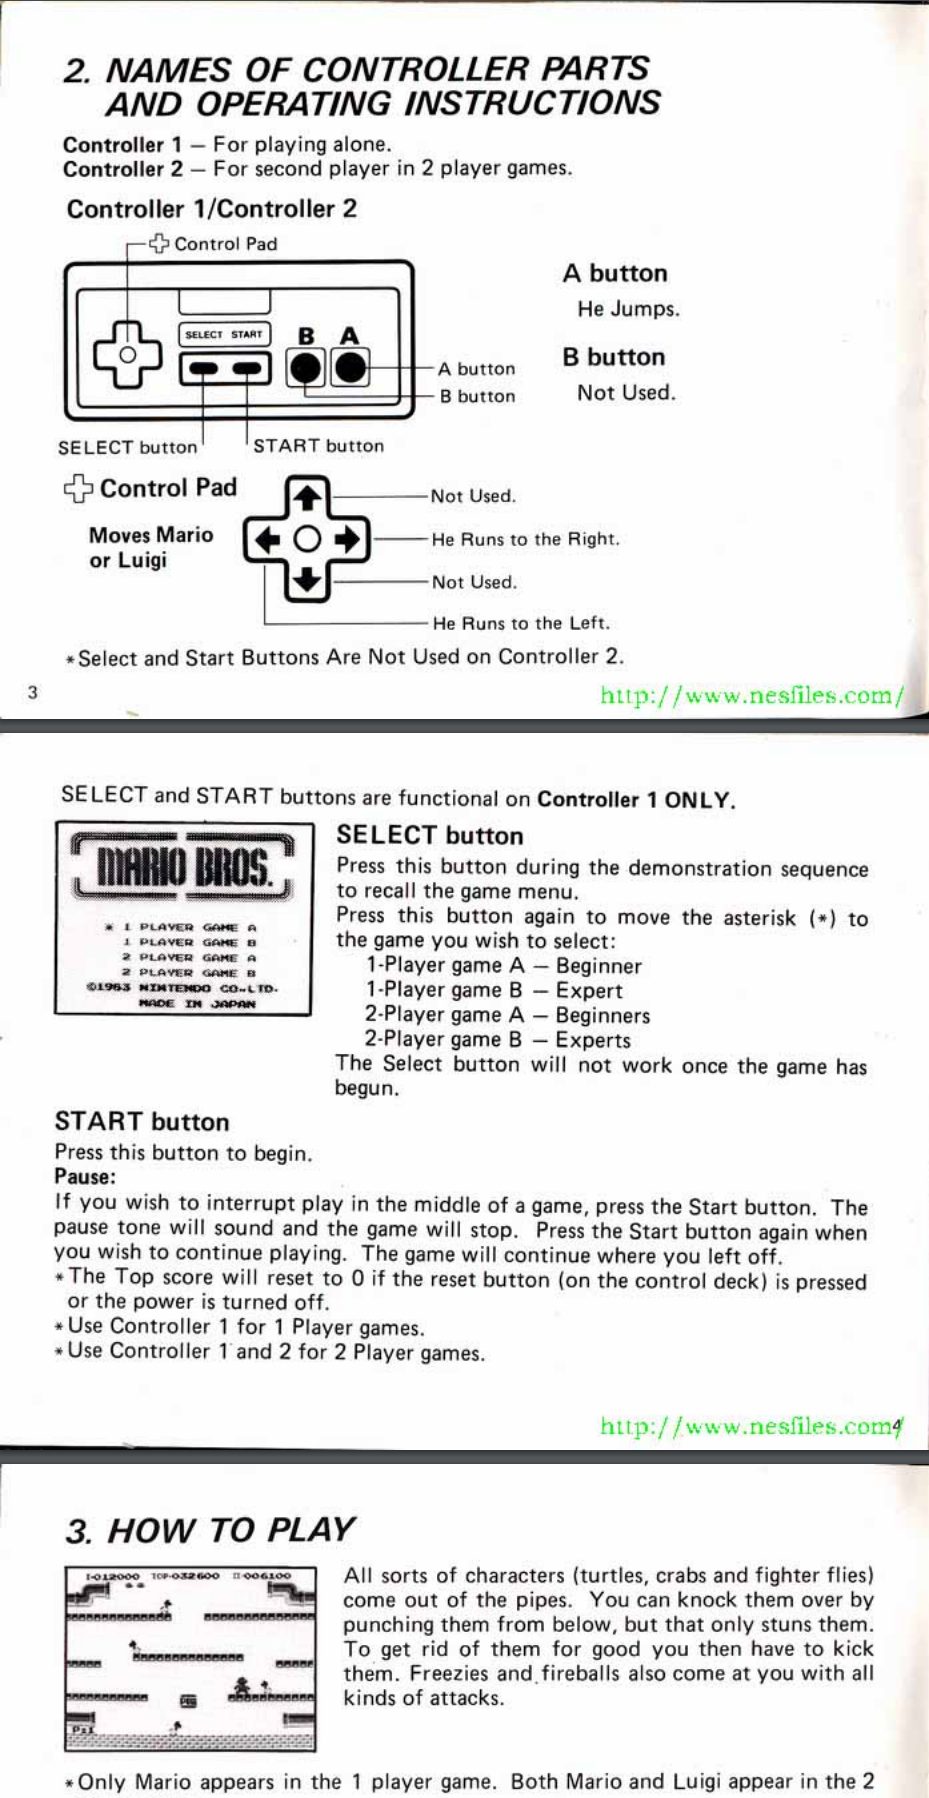 2. NAMES OF CONTROLLER PARTS
AND OPERATING INSTRUCTIONS
Controller 1 — For playing alone.
Controller 2 — For second player in 2 player games.
Controller 1/Controller 2
Control Pad
SELECT START
B A
A button
B button
SELECT button
START button
A button
He Jumps.
B button
Not Used.
Control Pad
Moves Mario
or Luigi
Not Used.
He Runs to the Right.
Not Used.
He Runs to the Left.
*Select and Start Buttons Are Not Used on Controller 2.
3
http://www.nesfiles.com/
SELECT and START buttons are functional on Controller 1 ONLY.
MARIO BROS.
* 1 PLAYER GAME A
1 PLAYER GAME B
2 PLAYER GAME A
2 PLAYER GAME B
©1983 NINTENDO CO.,LTD.
MADE IN JAPAN
SELECT button
Press this button during the demonstration sequence
to recall the game menu.
Press this button again to move the asterisk (*) to
the game you wish to select:
1-Player game A — Beginner
1-Player game B — Expert
2-Player game A — Beginners
2-Player game B — Experts
The Select button will not work once the game has
begun.
START button
Press this button to begin.
Pause:
If you wish to interrupt play in the middle of a game, press the Start button. The
pause tone will sound and the game will stop. Press the Start button again when
you wish to continue playing. The game will continue where you left off.
*The Top score will reset to 0 if the reset button (on the control deck) is pressed
or the power is turned off.
*Use Controller 1 for 1 Player games.
*Use Controller 1 and 2 for 2 Player games.
http://www.nesfiles.com/
4
3. HOW TO PLAY
I-012000 TOP-032600 II-006100
POW
P=1
All sorts of characters (turtles, crabs and fighter flies)
come out of the pipes. You can knock them over by
punching them from below, but that only stuns them.
To get rid of them for good you then have to kick
them. Freezies and fireballs also come at you with all
kinds of attacks.
*Only Mario appears in the 1 player game. Both Mario and Luigi appear in the 2